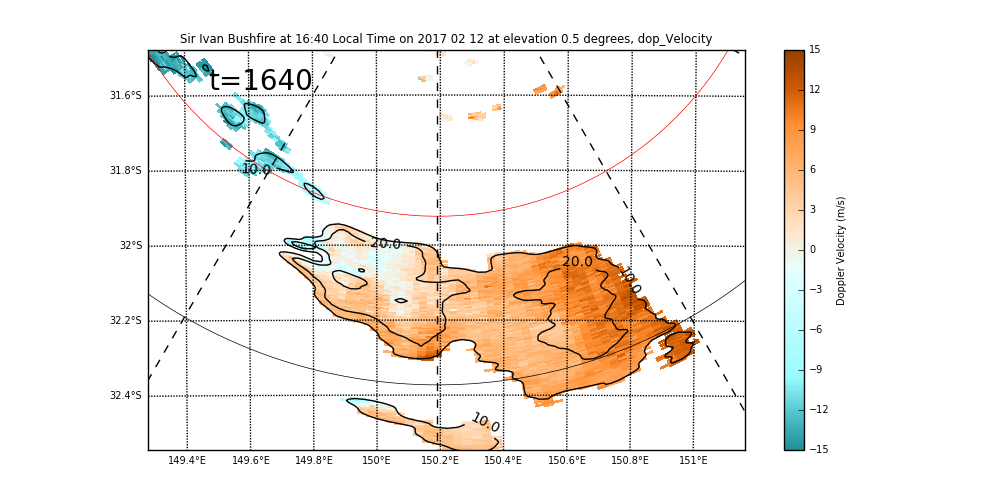 Sir Ivan Bushfire at 16:40 Local Time on 2017 02 12 at elevation 0.5 degrees, dop_Velocity
t=1640
31.6°S
31.8°S
32°S
32.2°S
32.4°S
10.0
20.0
20.0
10.0
10.0
149.4°E 149.6°E 149.8°E 150°E 150.2°E 150.4°E 150.6°E 150.8°E 151°E
15
12
9
6
3
0
−3
−6
−9
−12
−15
Doppler Velocity (m/s)